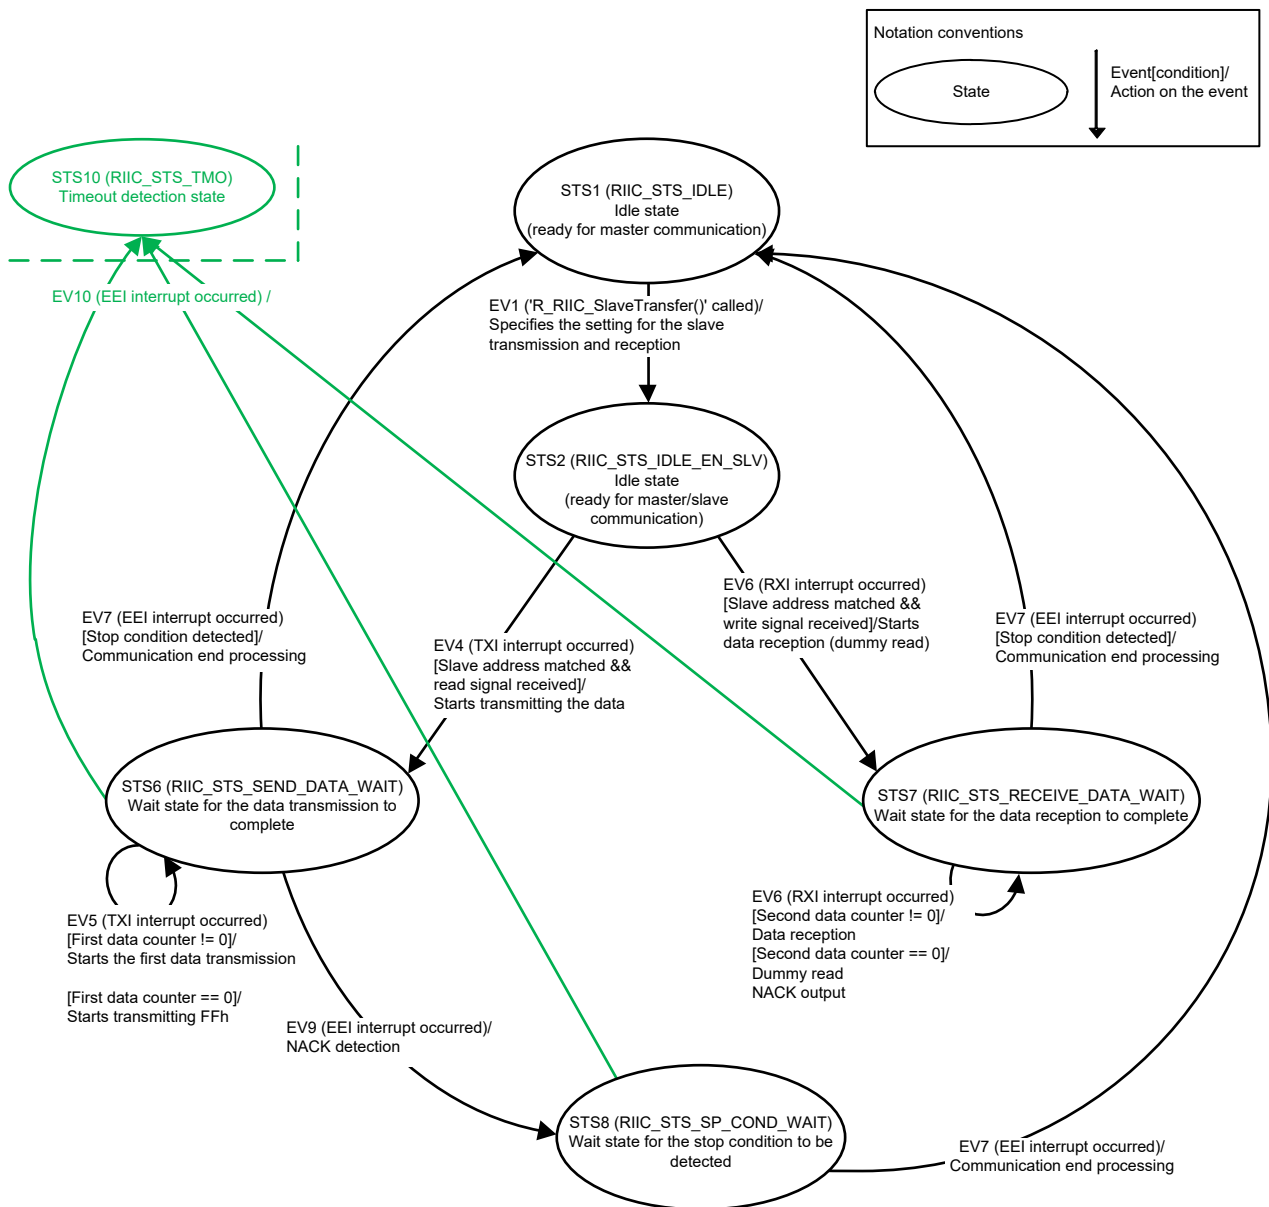 Notation conventions
State
Event[condition]/
Action on the event
STS10 (RIIC_STS_TMO)
Timeout detection state
STS1 (RIIC_STS_IDLE)
Idle state
(ready for master communication)
EV10 (EEI interrupt occurred) /
EV1 ('R_RIIC_SlaveTransfer()' called)/
Specifies the setting for the slave
transmission and reception
STS2 (RIIC_STS_IDLE_EN_SLV)
Idle state
(ready for master/slave
communication)
EV7 (EEI interrupt occurred)
[Stop condition detected]/
Communication end processing
EV4 (TXI interrupt occurred)
[Slave address matched &&
read signal received]/
Starts transmitting the data
EV6 (RXI interrupt occurred)
[Slave address matched &&
write signal received]/Starts
data reception (dummy read)
EV7 (EEI interrupt occurred)
[Stop condition detected]/
Communication end processing
STS6 (RIIC_STS_SEND_DATA_WAIT)
Wait state for the data transmission to
complete
STS7 (RIIC_STS_RECEIVE_DATA_WAIT)
Wait state for the data reception to complete
EV5 (TXI interrupt occurred)
[First data counter != 0]/
Starts the first data transmission
[First data counter == 0]/
Starts transmitting FFh
EV6 (RXI interrupt occurred)
[Second data counter != 0]/
Data reception
[Second data counter == 0]/
Dummy read
NACK output
EV9 (EEI interrupt occurred)/
NACK detection
STS8 (RIIC_STS_SP_COND_WAIT)
Wait state for the stop condition to be
detected
EV7 (EEI interrupt occurred)/
Communication end processing